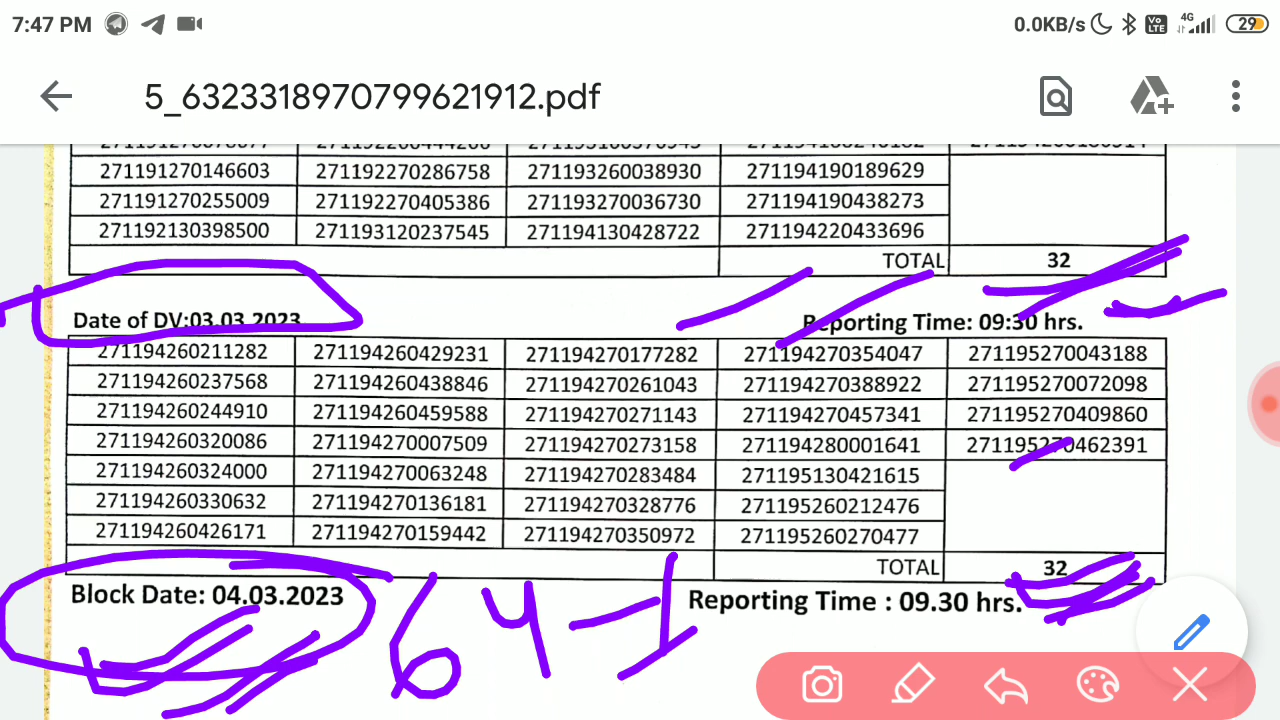 7:47 PM 0.0KB/s Vo LTE 4G 29
5_6323318970799621912.pdf
271191270146603 271192270286758 271193260038930 271194190189629
271191270255009 271192270405386 271193270036730 271194190438273
271192130398500 271193120237545 271194130428722 271194220433696
TOTAL 32
Date of DV:03.03.2023 Reporting Time: 09:30 hrs.
271194260211282 271194260429231 271194270177282 271194270354047 271195270043188
271194260237568 271194260438846 271194270261043 271194270388922 271195270072098
271194260244910 271194260459588 271194270271143 271194270457341 271195270409860
271194260320086 271194270007509 271194270273158 271194280001641 271195270462391
271194260324000 271194270063248 271194270283484 271195130421615
271194260330632 271194270136181 271194270328776 271195260212476
271194260426171 271194270159442 271194270350972 271195260270477
TOTAL 32
Block Date: 04.03.2023 Reporting Time : 09.30 hrs.
64-1